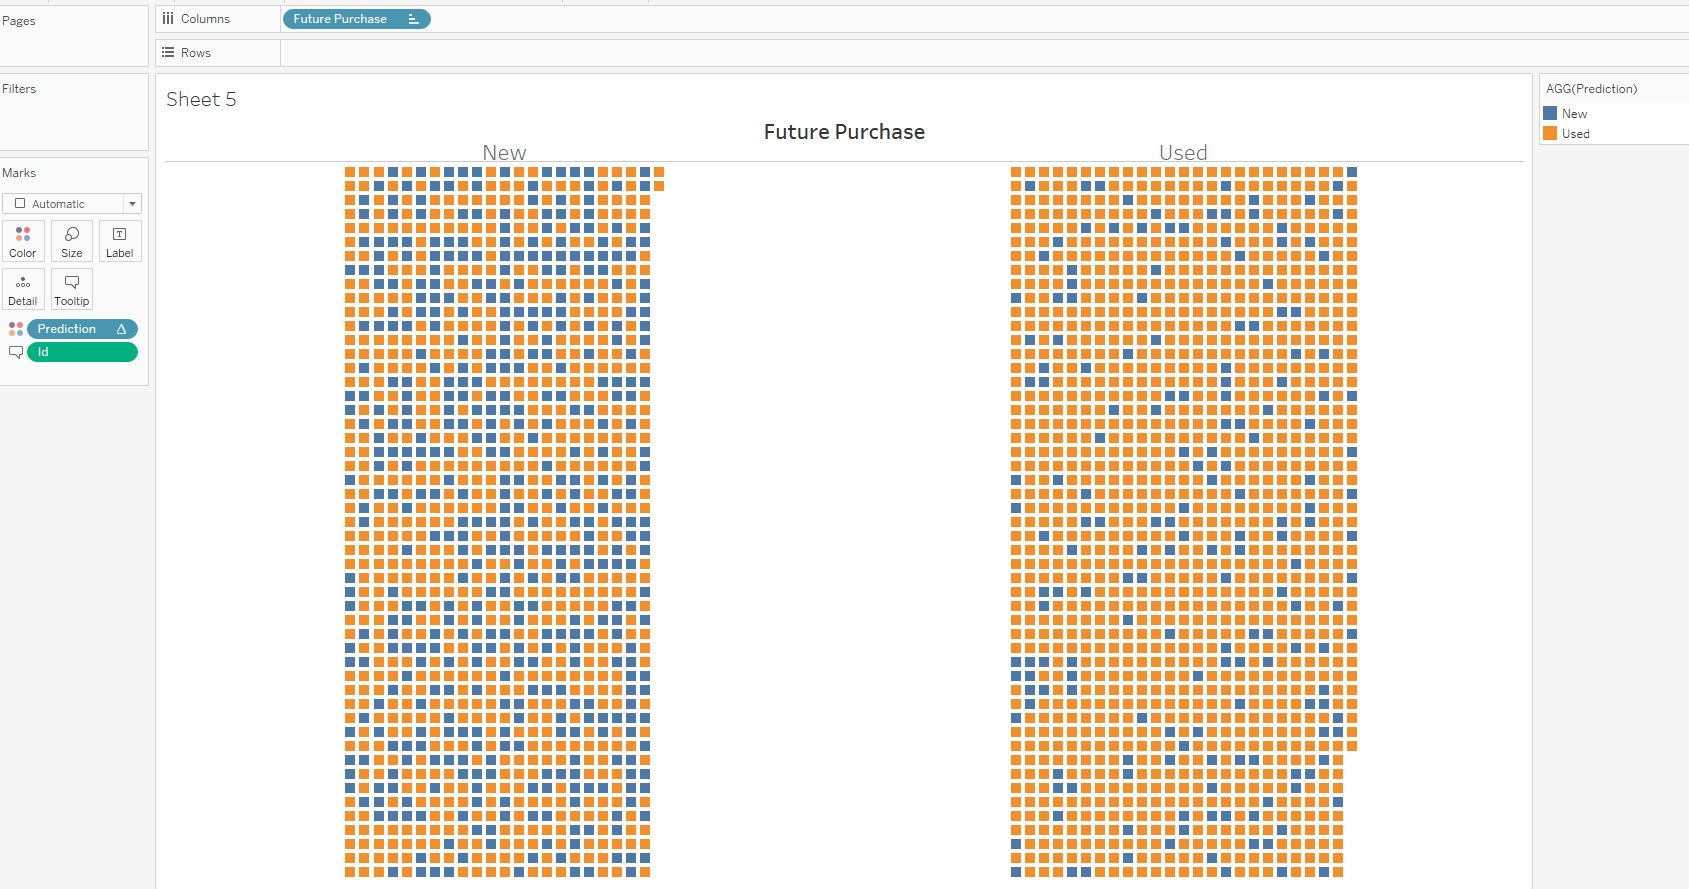 Pages
Columns
Future Purchase
Rows
Filters
Sheet 5
AGG(Prediction)
New
Used
Future Purchase
New
Used
Marks
Automatic
Color
Size
Label
Detail
Tooltip
Prediction
Id